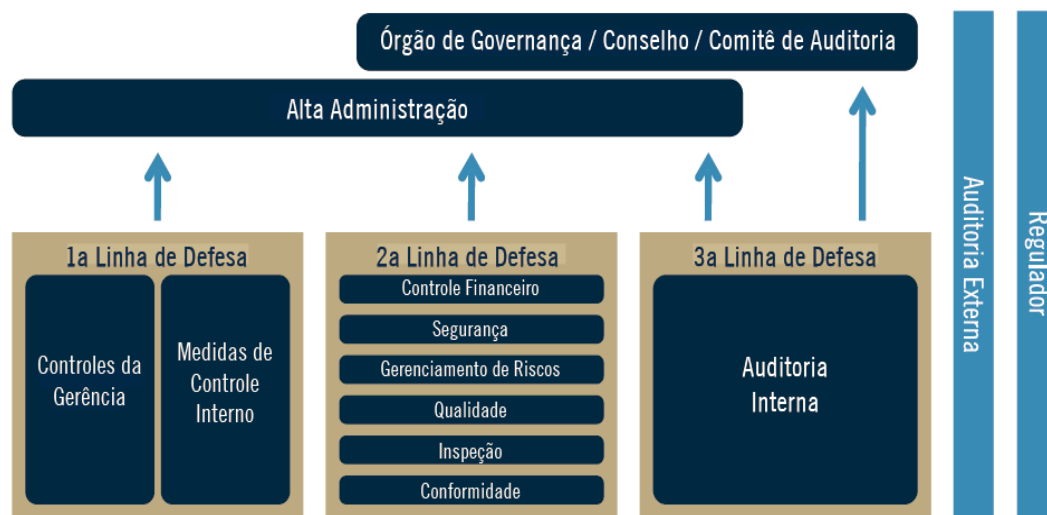 Órgão de Governança / Conselho / Comitê de Auditoria
Alta Administração
1a Linha de Defesa
Controles da
Gerência
Medidas de
Controle
Interno
2a Linha de Defesa
Controle Financeiro
Segurança
Gerenciamento de Riscos
Qualidade
Inspeção
Conformidade
3a Linha de Defesa
Auditoria
Interna
Auditoria Externa
Regulador